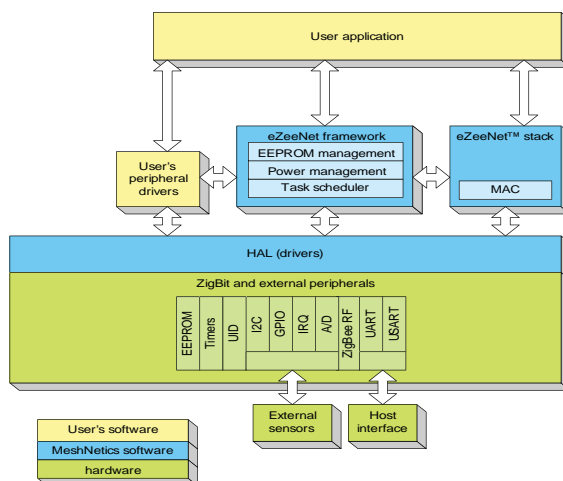 User application
eZeeNet framework
EEPROM management
Power management
Task scheduler
eZeeNet™ stack
MAC
User's
peripheral
drivers
HAL (drivers)
ZigBit and external peripherals
EEPROM
Timers
UID
I2C
GPIO
IRQ
A/D
ZigBee RF
UART
USART
External
sensors
Host
interface
User's software
MeshNetics software
hardware